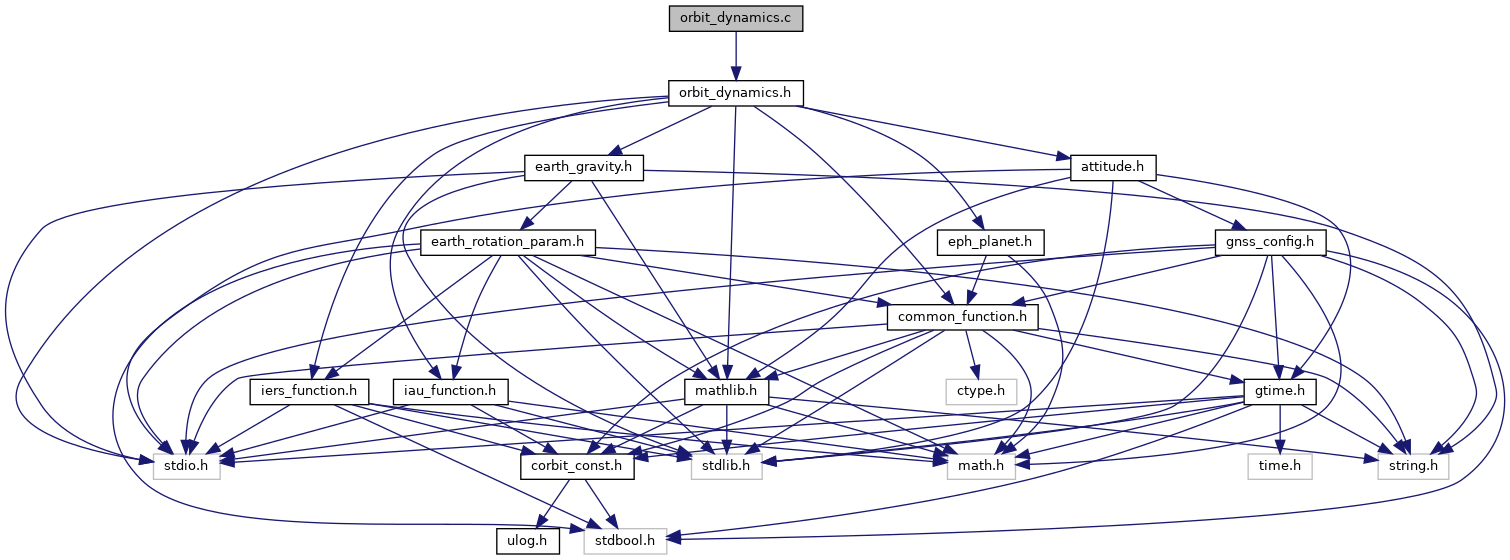 orbit_dynamics.c
orbit_dynamics.h
earth_gravity.h
attitude.h
earth_rotation_param.h
eph_planet.h
gnss_config.h
common_function.h
iers_function.h
iau_function.h
mathlib.h
ctype.h
gtime.h
stdio.h
corbit_const.h
stdlib.h
math.h
time.h
string.h
ulog.h
stdbool.h